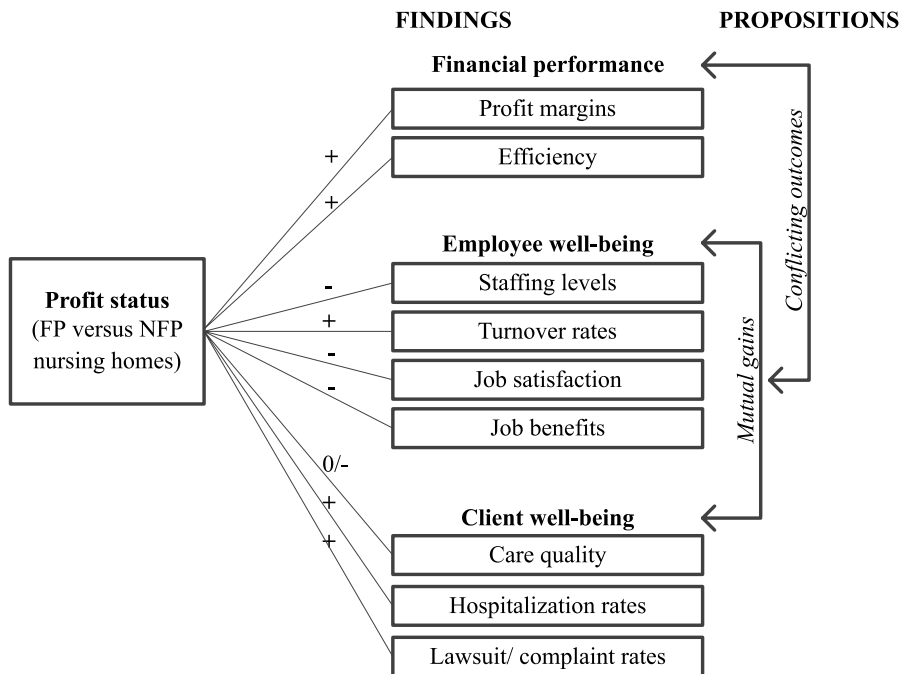 FINDINGS
PROPOSITIONS
Financial performance
Profit margins
+
Efficiency
+
Conflicting outcomes
Employee well-being
Profit status
(FP versus NFP
nursing homes)
-
Staffing levels
+
Turnover rates
-
Job satisfaction
-
Job benefits
Mutual gains
0/-
+
+
Client well-being
Care quality
Hospitalization rates
Lawsuit/ complaint rates